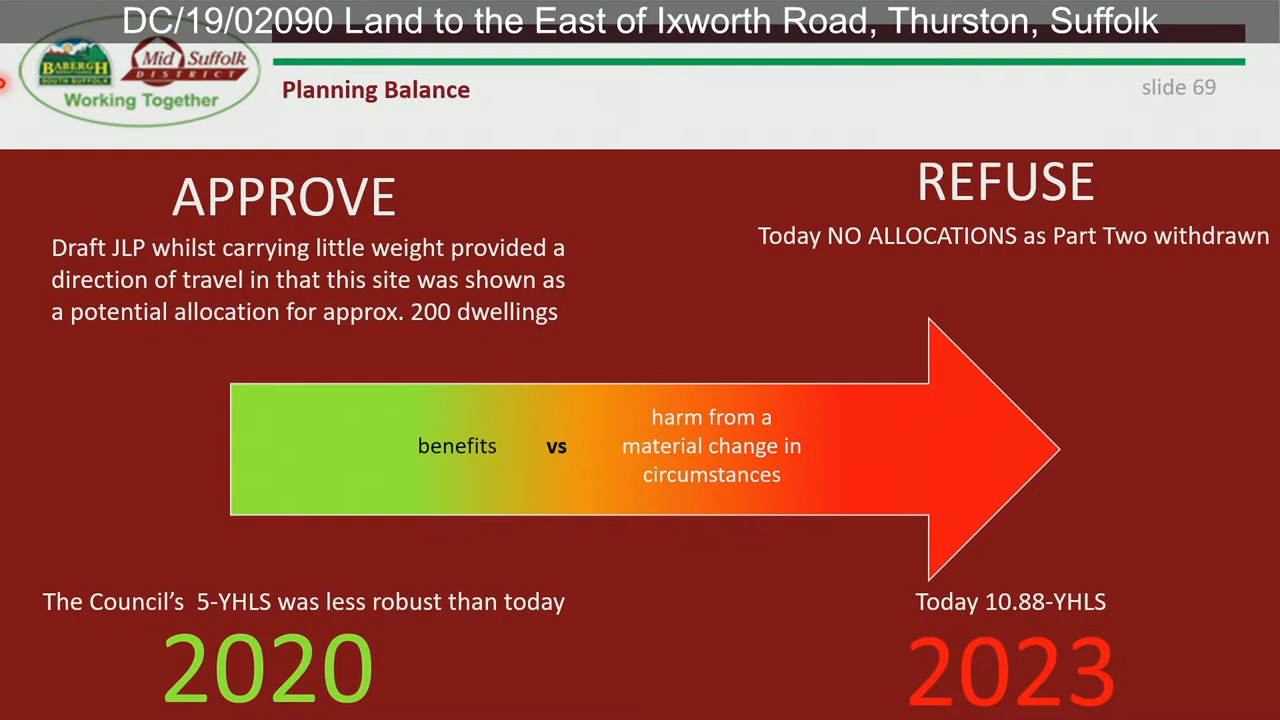 DC/19/02090 Land to the East of Ixworth Road, Thurston, Suffolk
BABERGH
SOUTH SUFFOLK
Mid Suffolk
DISTRICT
Working Together
Planning Balance
slide 69
APPROVE
Draft JLP whilst carrying little weight provided a
direction of travel in that this site was shown as
a potential allocation for approx. 200 dwellings
REFUSE
Today NO ALLOCATIONS as Part Two withdrawn
benefits
vs
harm from a
material change in
circumstances
The Council’s 5-YHLS was less robust than today
2020
Today 10.88-YHLS
2023